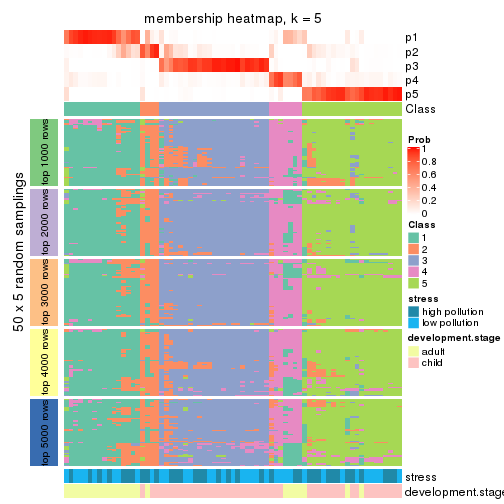 membership heatmap, k = 5
p1
p2
p3
p4
p5
Class
50 x 5 random samplings
top 1000 rows
top 2000 rows
top 3000 rows
top 4000 rows
top 5000 rows
stress
development.stage
Prob
1
0.8
0.6
0.4
0.2
0
Class
1
2
3
4
5
stress
high pollution
low pollution
development.stage
adult
child